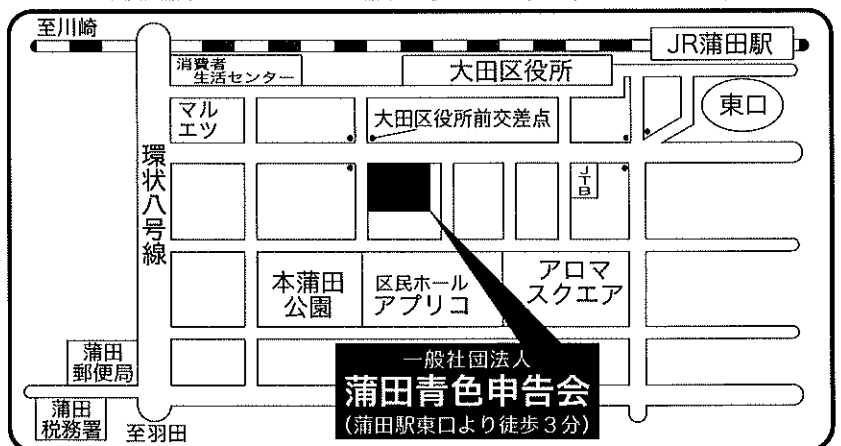 至川崎
JR蒲田駅
消費者
生活センター
大田区役所
マル
エツ
大田区役所前交差点
東口
環状八号線
JTB
本蒲田
公園
区民ホール
アプリコ
アロマ
スクエア
蒲田
郵便局
一般社団法人
蒲田青色申告会
(蒲田駅東口より徒歩3分)
蒲田
税務署
至羽田